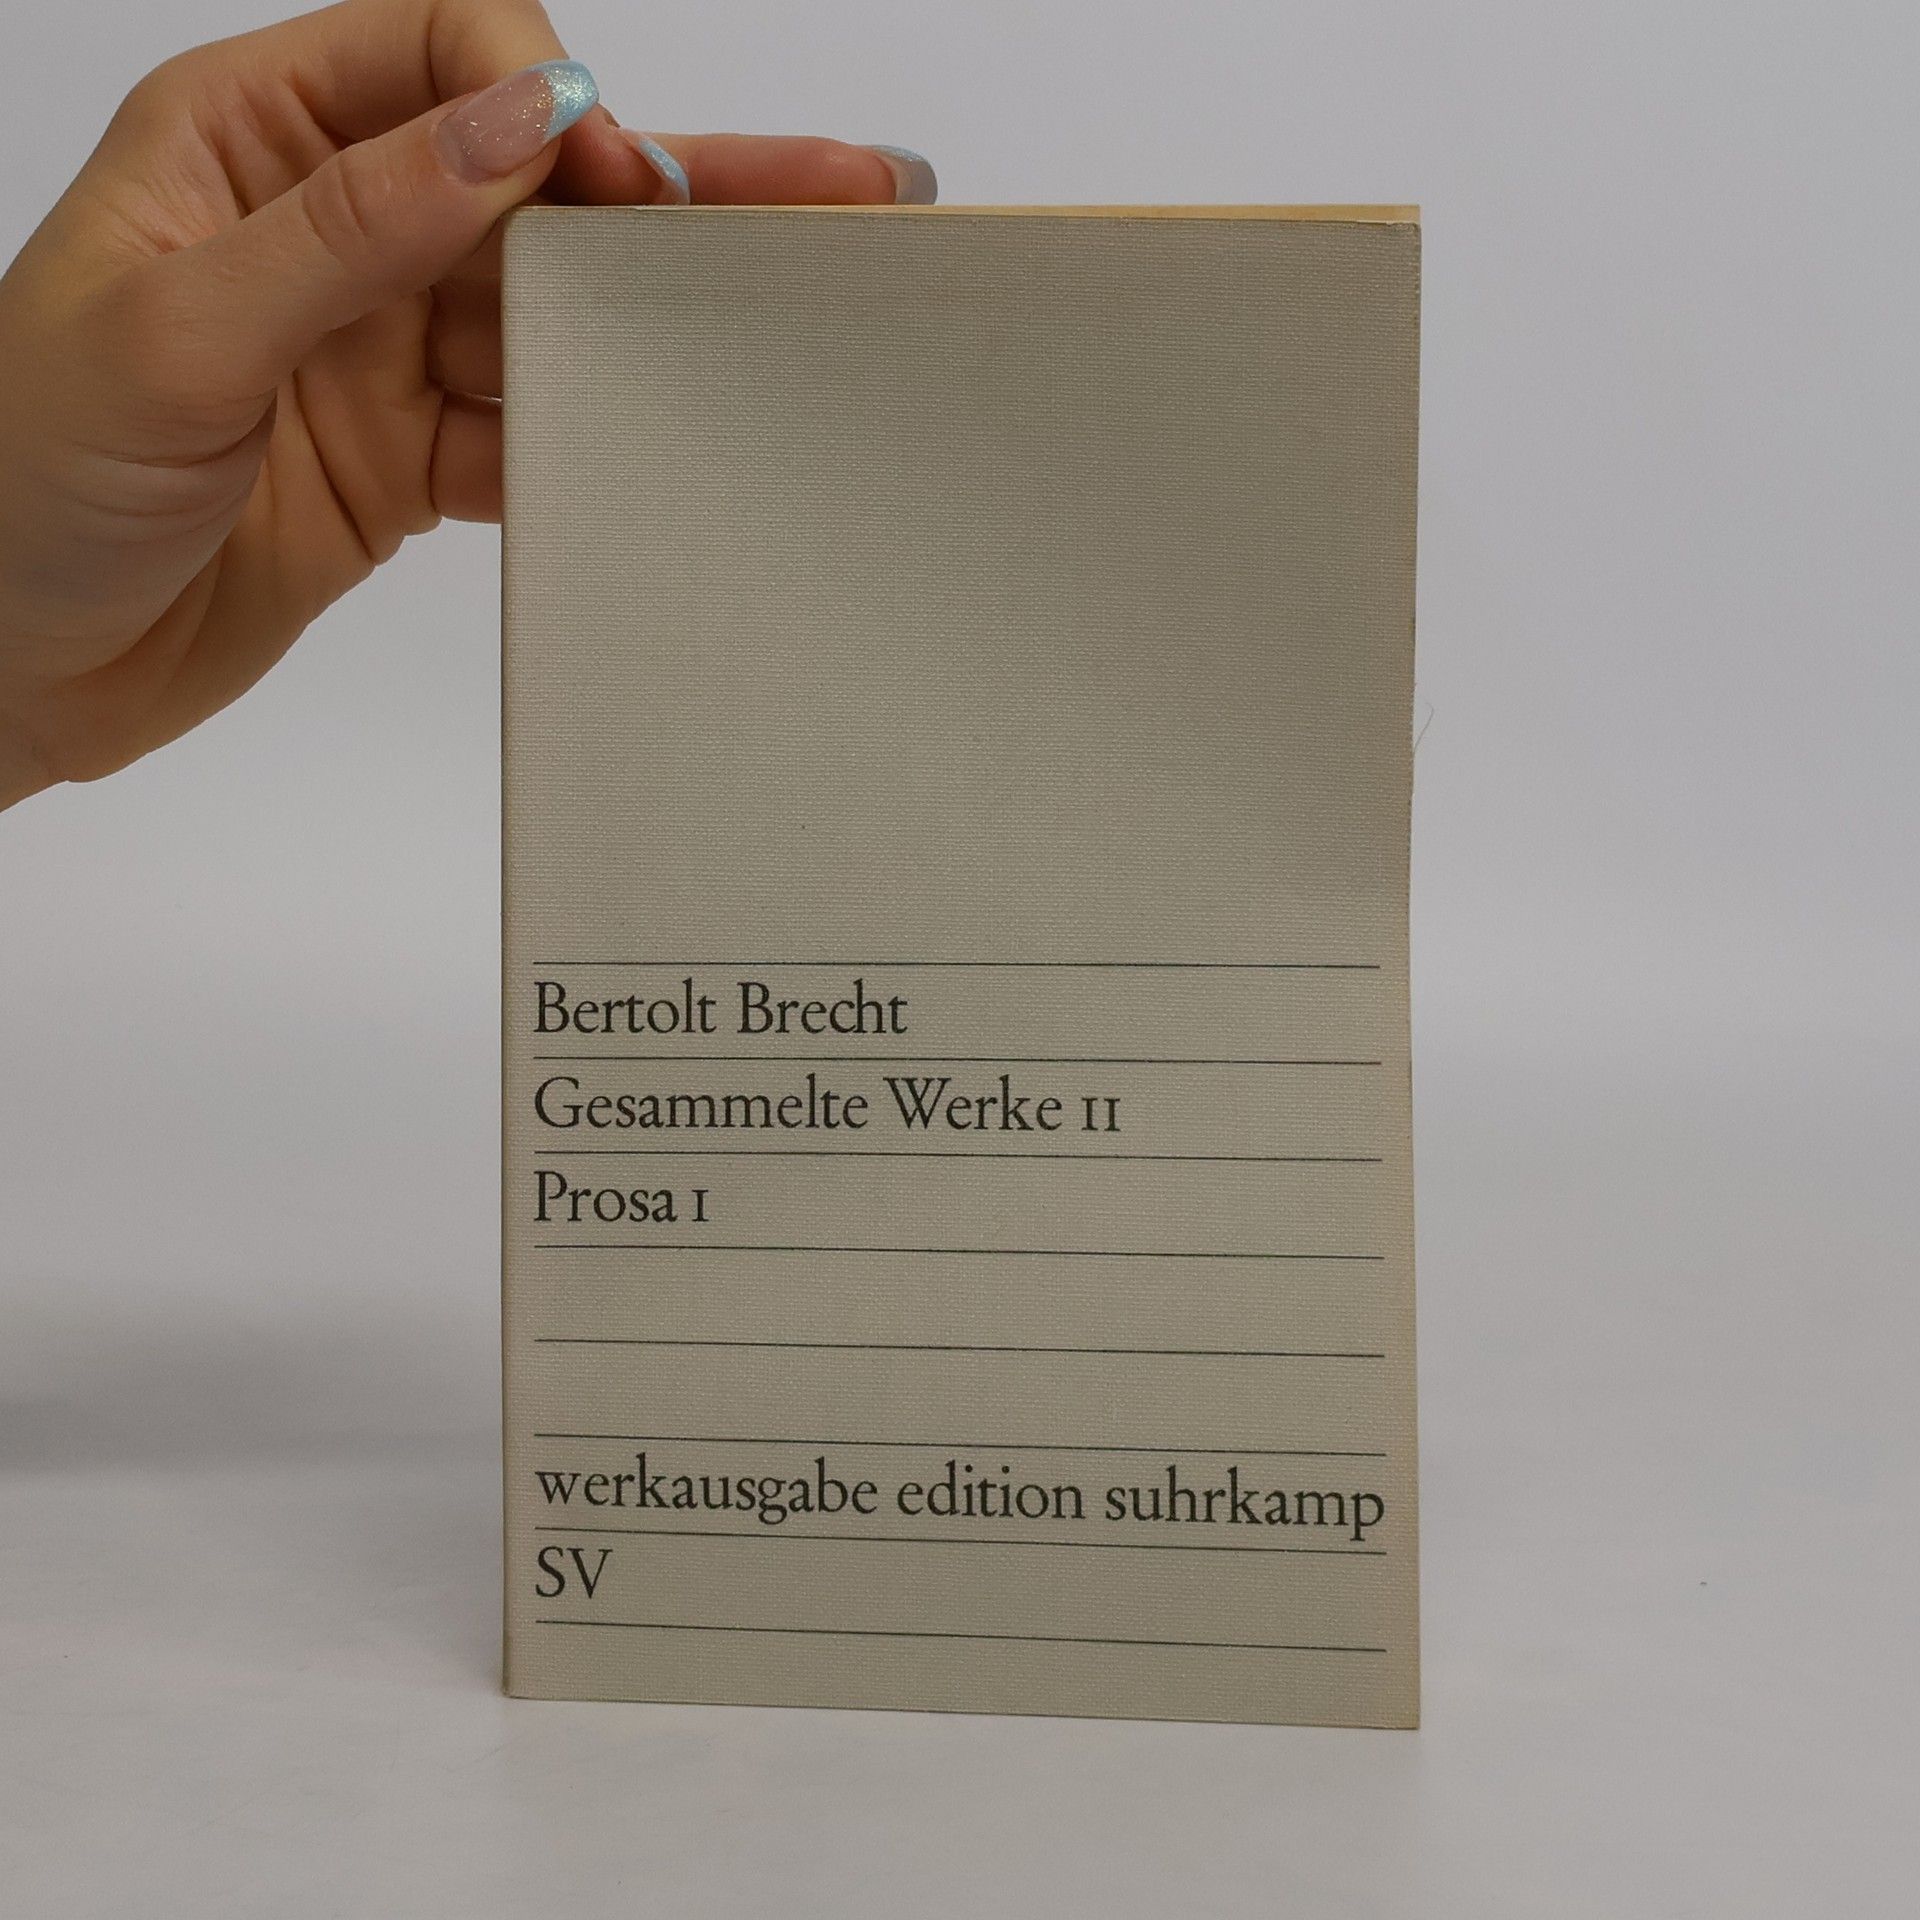 Bertolt Brecht
Gesammelte Werke 11
Prosa 1
werkausgabe edition suhrkamp
SV